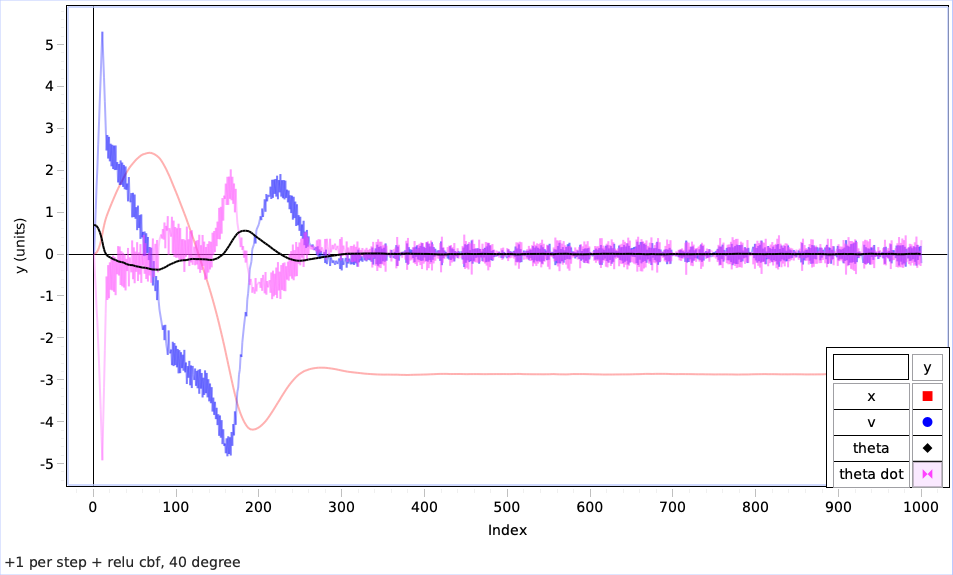 5
4
3
2
1
0
-1
-2
-3
-4
-5
y (units)
0 100 200 300 400 500 600 700 800 900 1000
Index
y
x
v
theta
theta dot
+1 per step + relu cbf, 40 degree